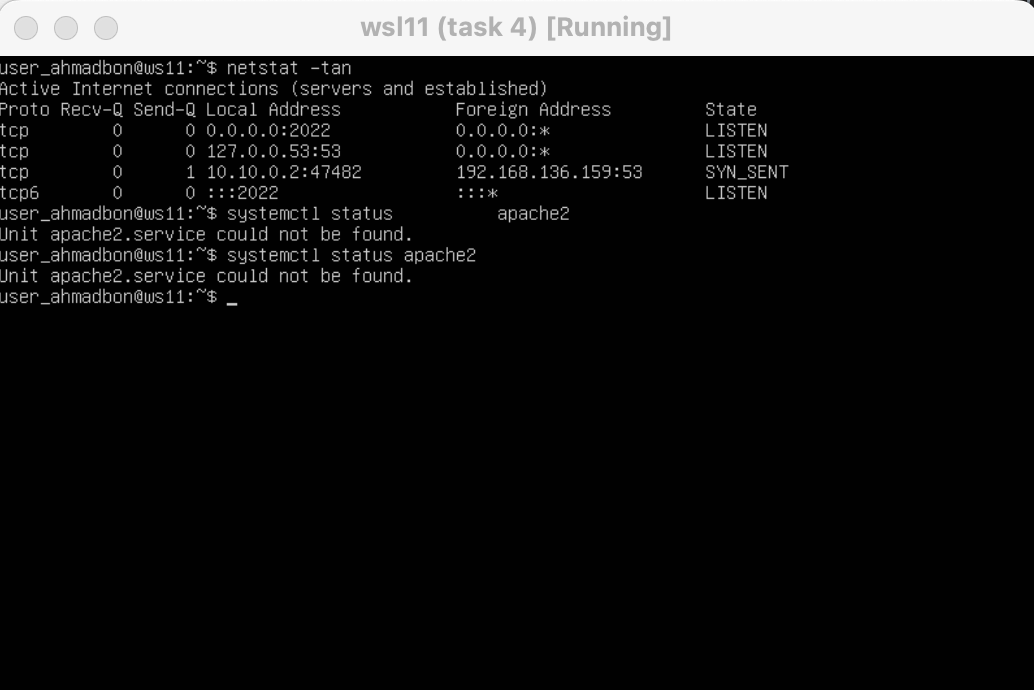 wsl11 (task 4) [Running]
user_ahmadbon@ws11:~$ netstat -tan
Active Internet connections (servers and established)
Proto Recv-Q Send-Q Local Address           Foreign Address         State
tcp        0      0 0.0.0.0:2022            0.0.0.0:*               LISTEN
tcp        0      0 127.0.0.53:53           0.0.0.0:*               LISTEN
tcp        0      1 10.10.0.2:47482         192.168.136.159:53      SYN_SENT
tcp6       0      0 :::2022                 :::*                    LISTEN
user_ahmadbon@ws11:~$ systemctl status          apache2
Unit apache2.service could not be found.
user_ahmadbon@ws11:~$ systemctl status apache2
Unit apache2.service could not be found.
user_ahmadbon@ws11:~$ _